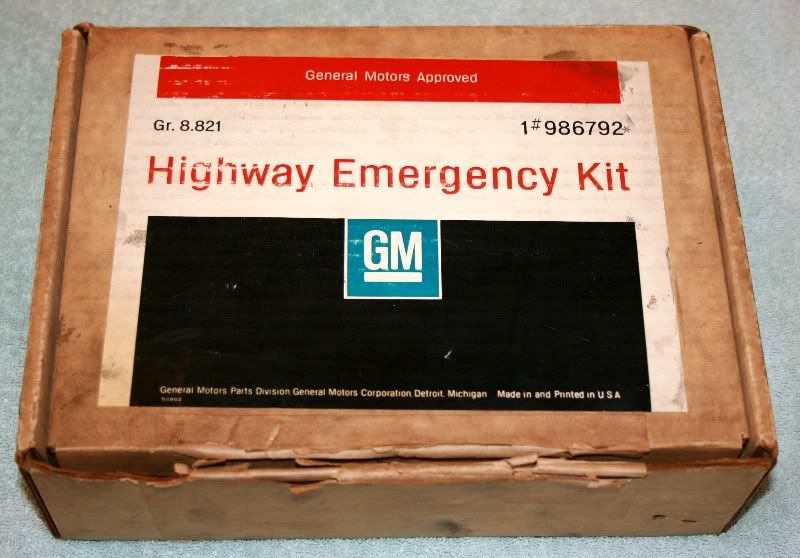 General Motors Approved
Gr. 8.821 1#986792
Highway Emergency Kit
GM
General Motors Parts Division, General Motors Corporation, Detroit, Michigan Made in and Printed in U S A